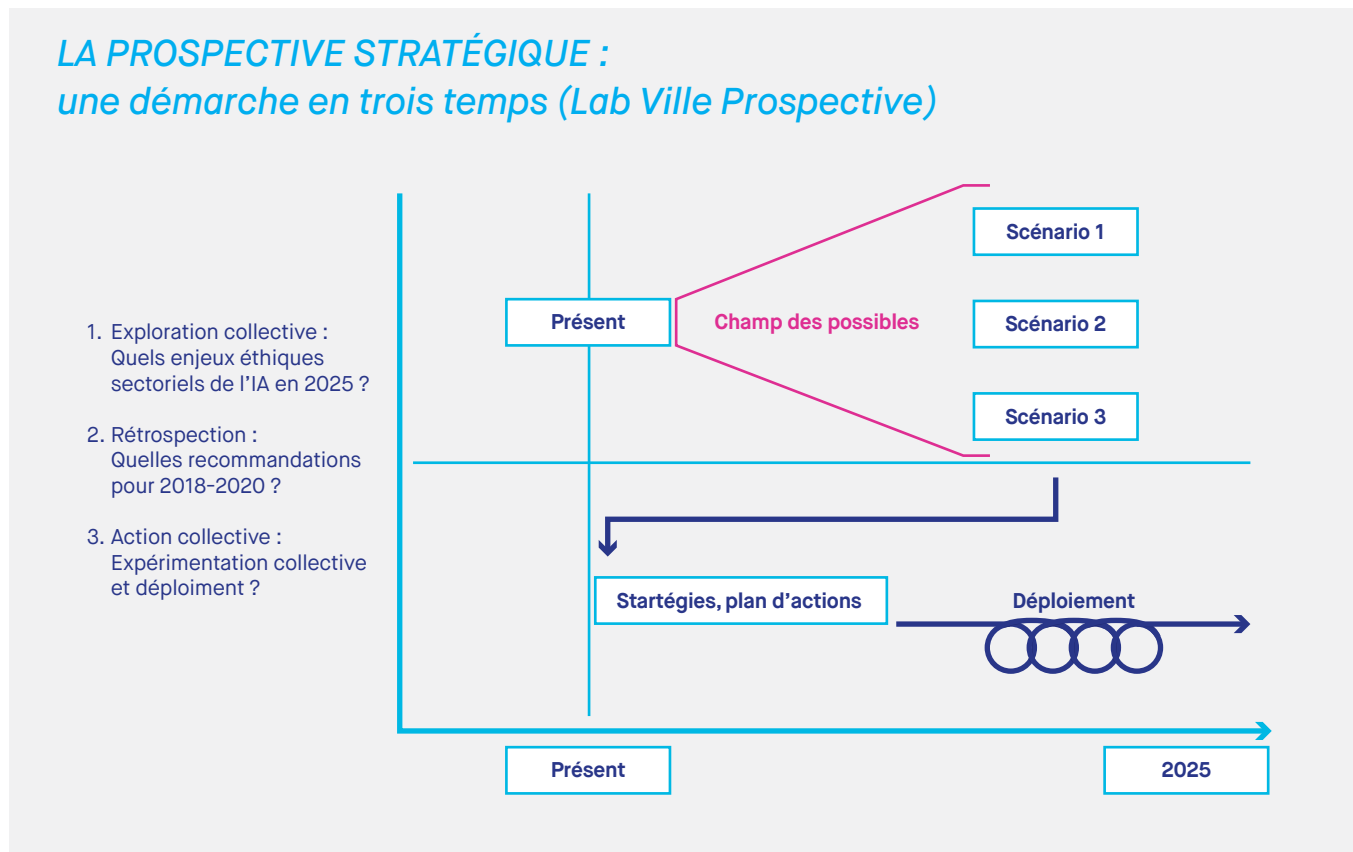 LA PROSPECTIVE STRATÉGIQUE :
une démarche en trois temps (Lab Ville Prospective)
1. Exploration collective :
Quels enjeux éthiques
sectoriels de l'IA en 2025 ?
2. Rétrospection :
Quelles recommandations
pour 2018-2020 ?
3. Action collective :
Expérimentation collective
et déploiment ?
Présent
Champ des possibles
Scénario 1
Scénario 2
Scénario 3
Startégies, plan d'actions
Déploiement
Présent
2025